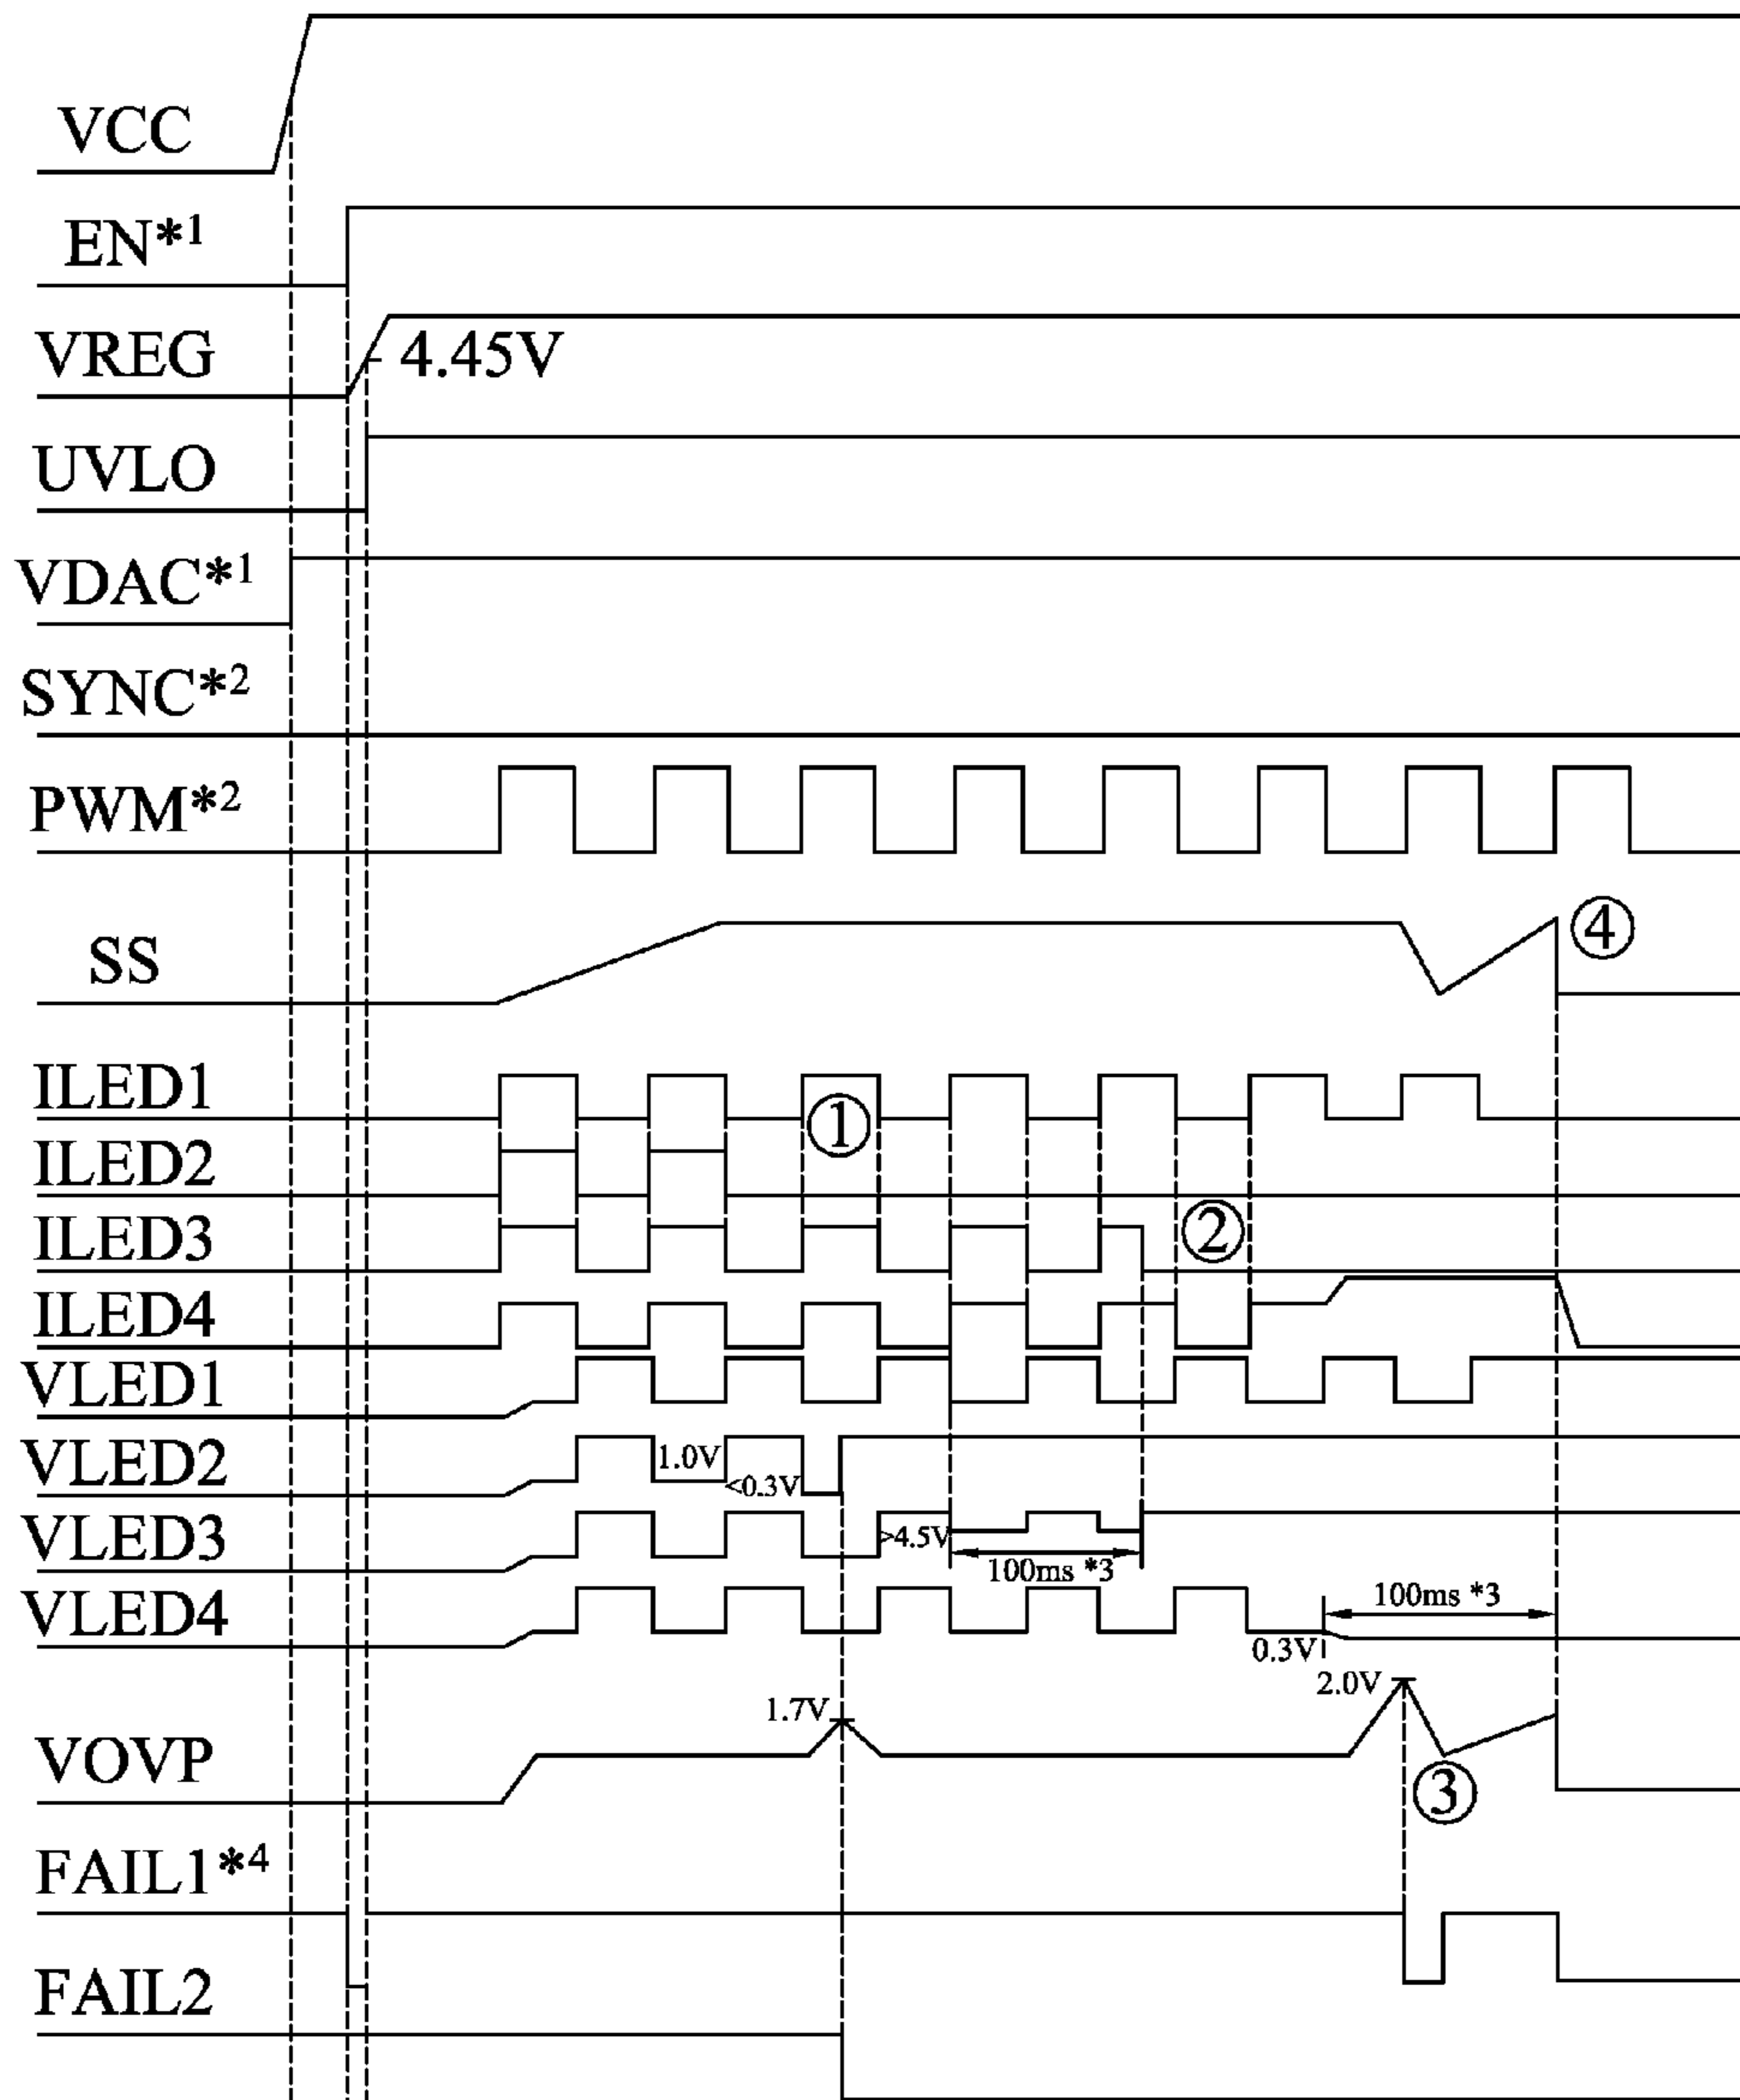 VCC
EN*1
VREG
4.45V
UVLO
VDAC*1
SYNC*2
PWM*2
SS
④
ILED1
①
ILED2
ILED3
②
ILED4
VLED1
VLED2
1.0V
<0.3V
VLED3
>4.5V
100ms *3
VLED4
100ms *3
0.3V
2.0V
1.7V
VOVP
③
FAIL1*4
FAIL2